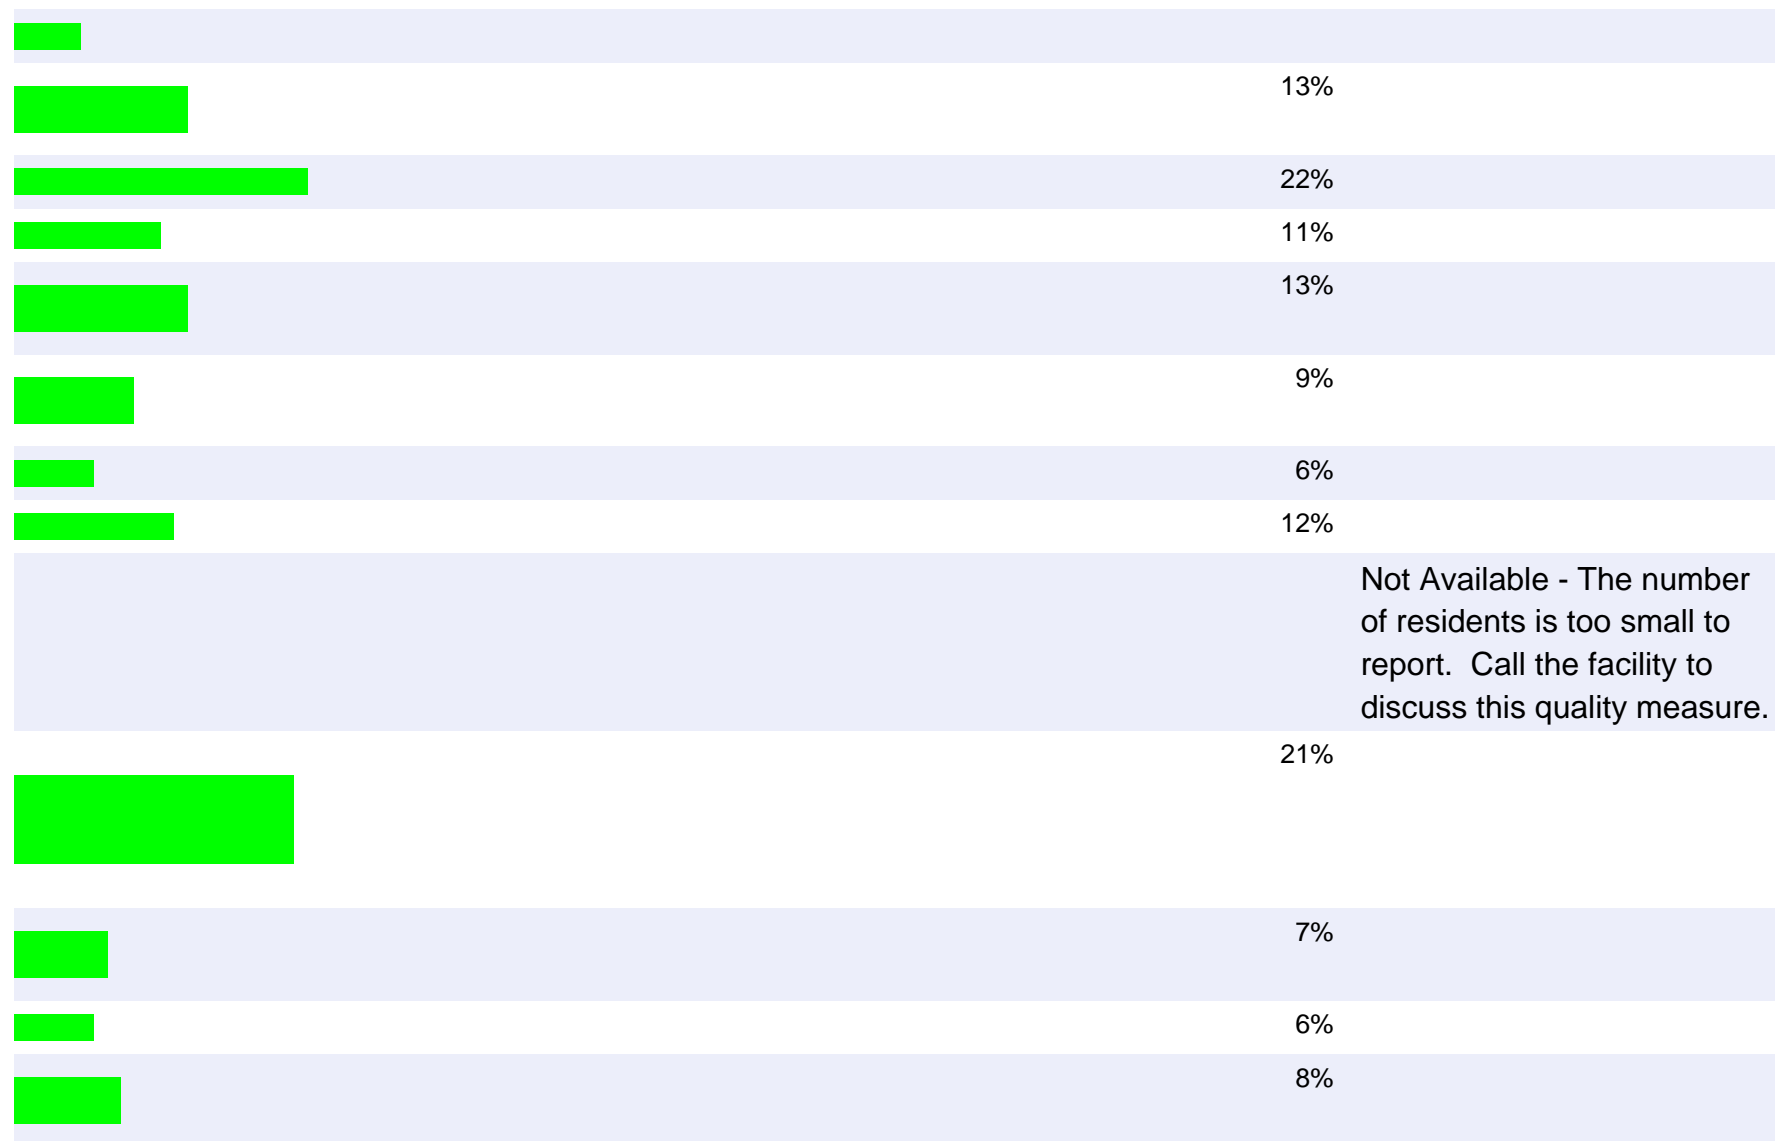 13%
22%
11%
13%
9%
6%
12%
Not Available - The number
of residents is too small to
report.  Call the facility to
discuss this quality measure.
21%
7%
6%
8%